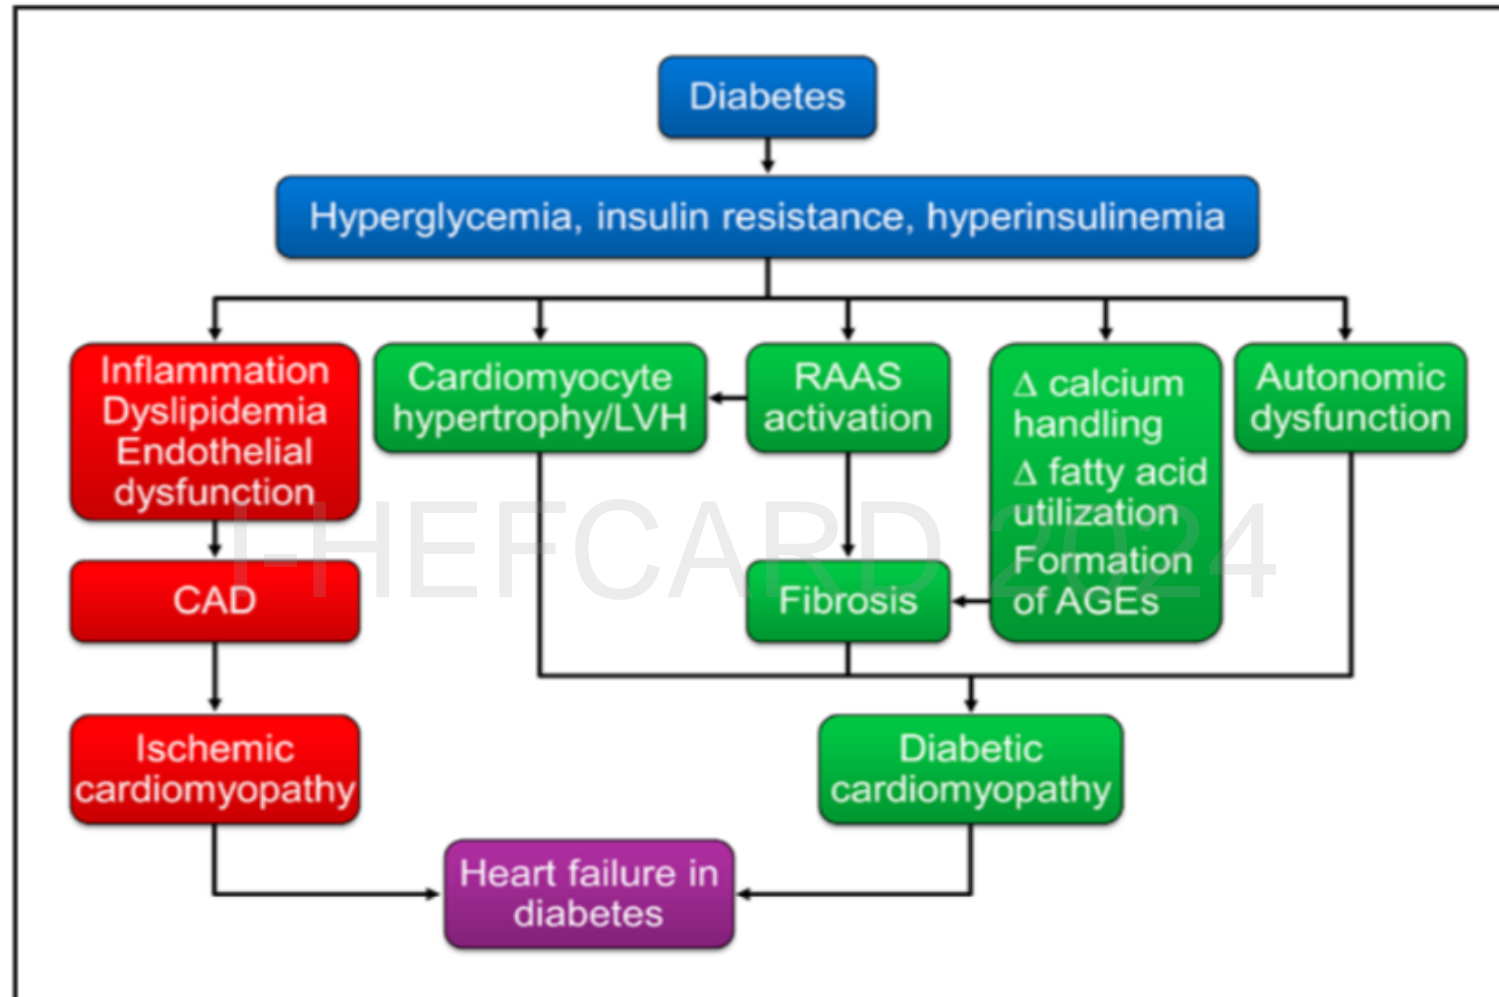 Diabetes
Hyperglycemia, insulin resistance, hyperinsulinemia
Inflammation
Dyslipidemia
Endothelial
dysfunction
Cardiomyocyte
hypertrophy/LVH
RAAS
activation
Δ calcium
handling
Δ fatty acid
utilization
Formation
of AGEs
Autonomic
dysfunction
I-HEFCARD 2024
CAD
Fibrosis
Ischemic
cardiomyopathy
Diabetic
cardiomyopathy
Heart failure in
diabetes